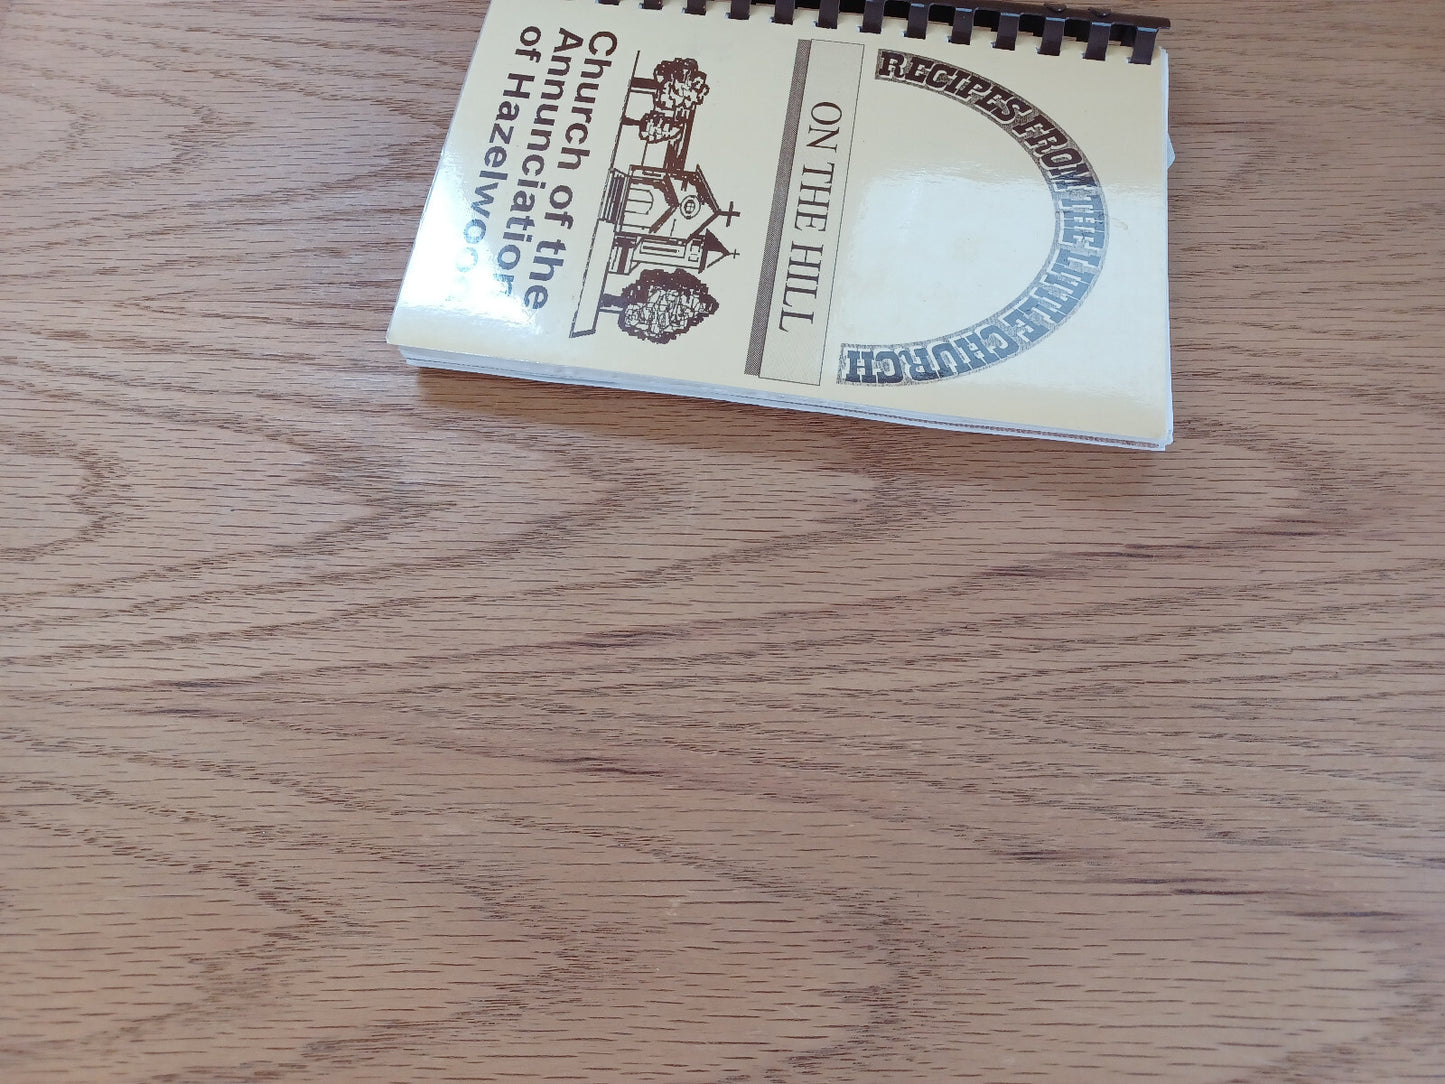 RECIPES FROM THE LITTLE CHURCH
ON THE HILL
Church of the
Annunciation
of Hazelwood